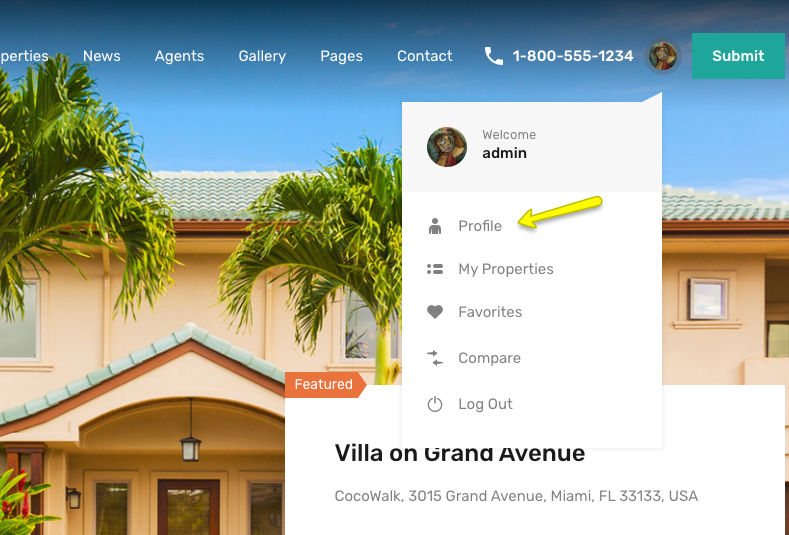 perties News Agents Gallery Pages Contact 1-800-555-1234 Submit
Welcome
admin
Profile
My Properties
Favorites
Compare
Log Out
Featured
Villa on Grand Avenue
CocoWalk, 3015 Grand Avenue, Miami, FL 33133, USA